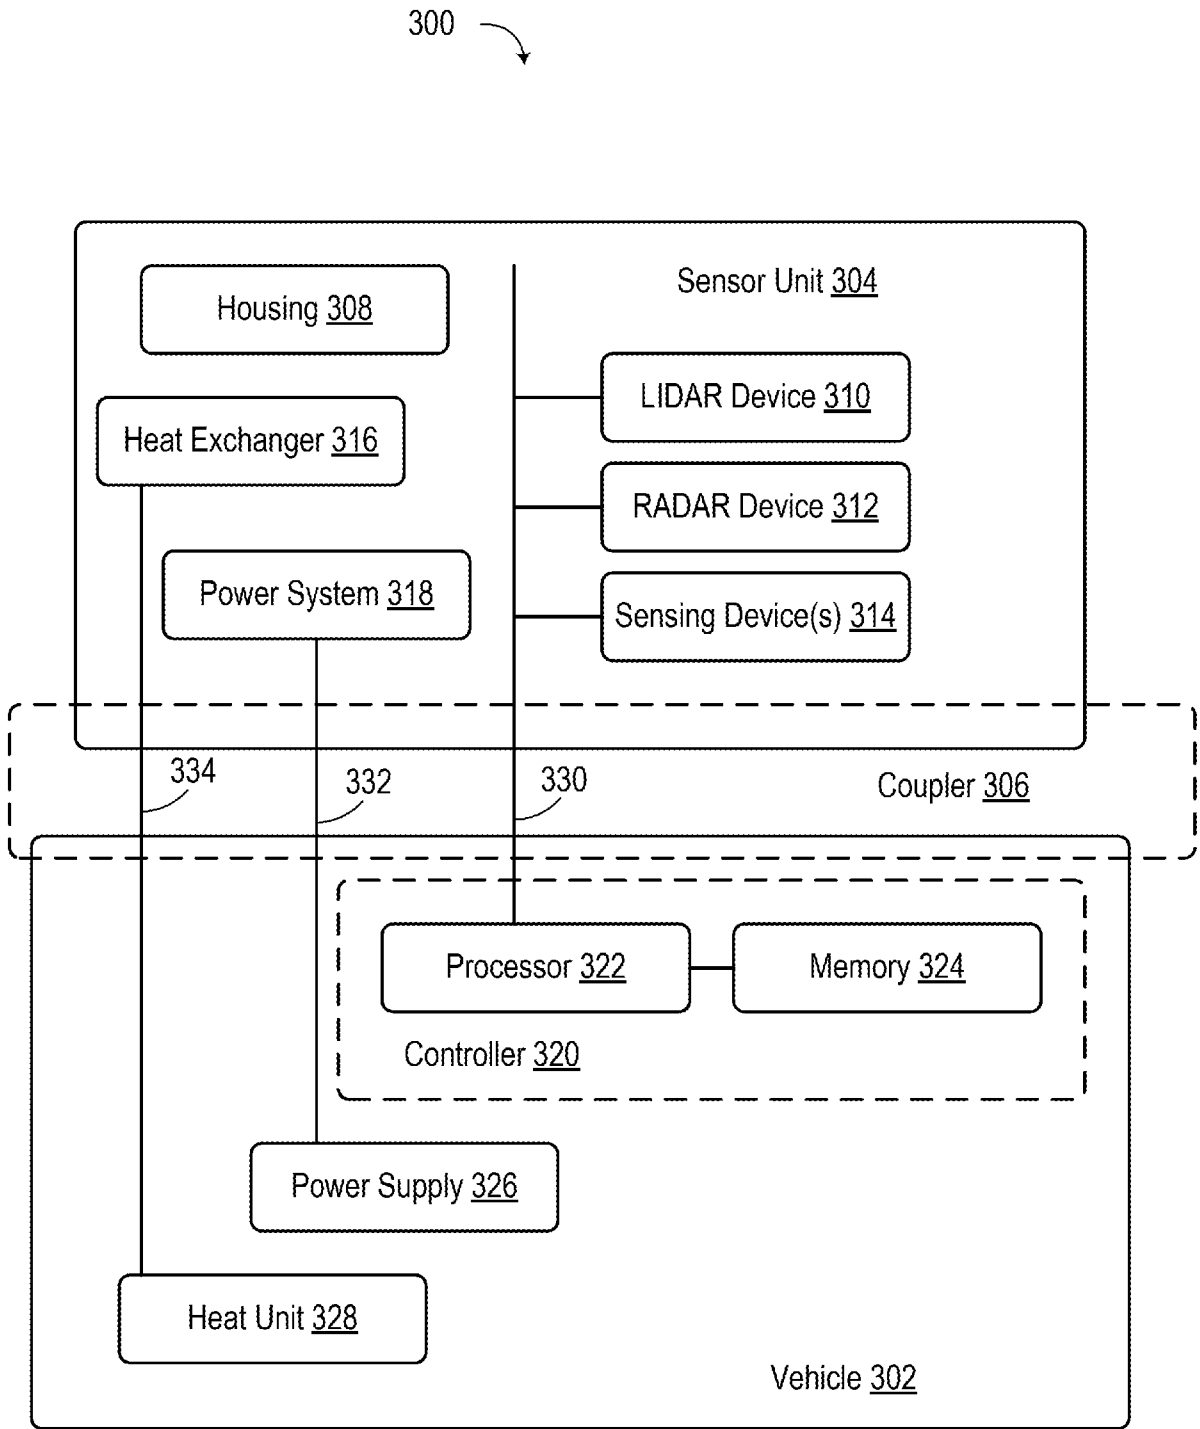 300
Sensor Unit 304
Housing 308
LIDAR Device 310
Heat Exchanger 316
RADAR Device 312
Power System 318
Sensing Device(s) 314
334
332
330
Coupler 306
Processor 322
Memory 324
Controller 320
Power Supply 326
Heat Unit 328
Vehicle 302